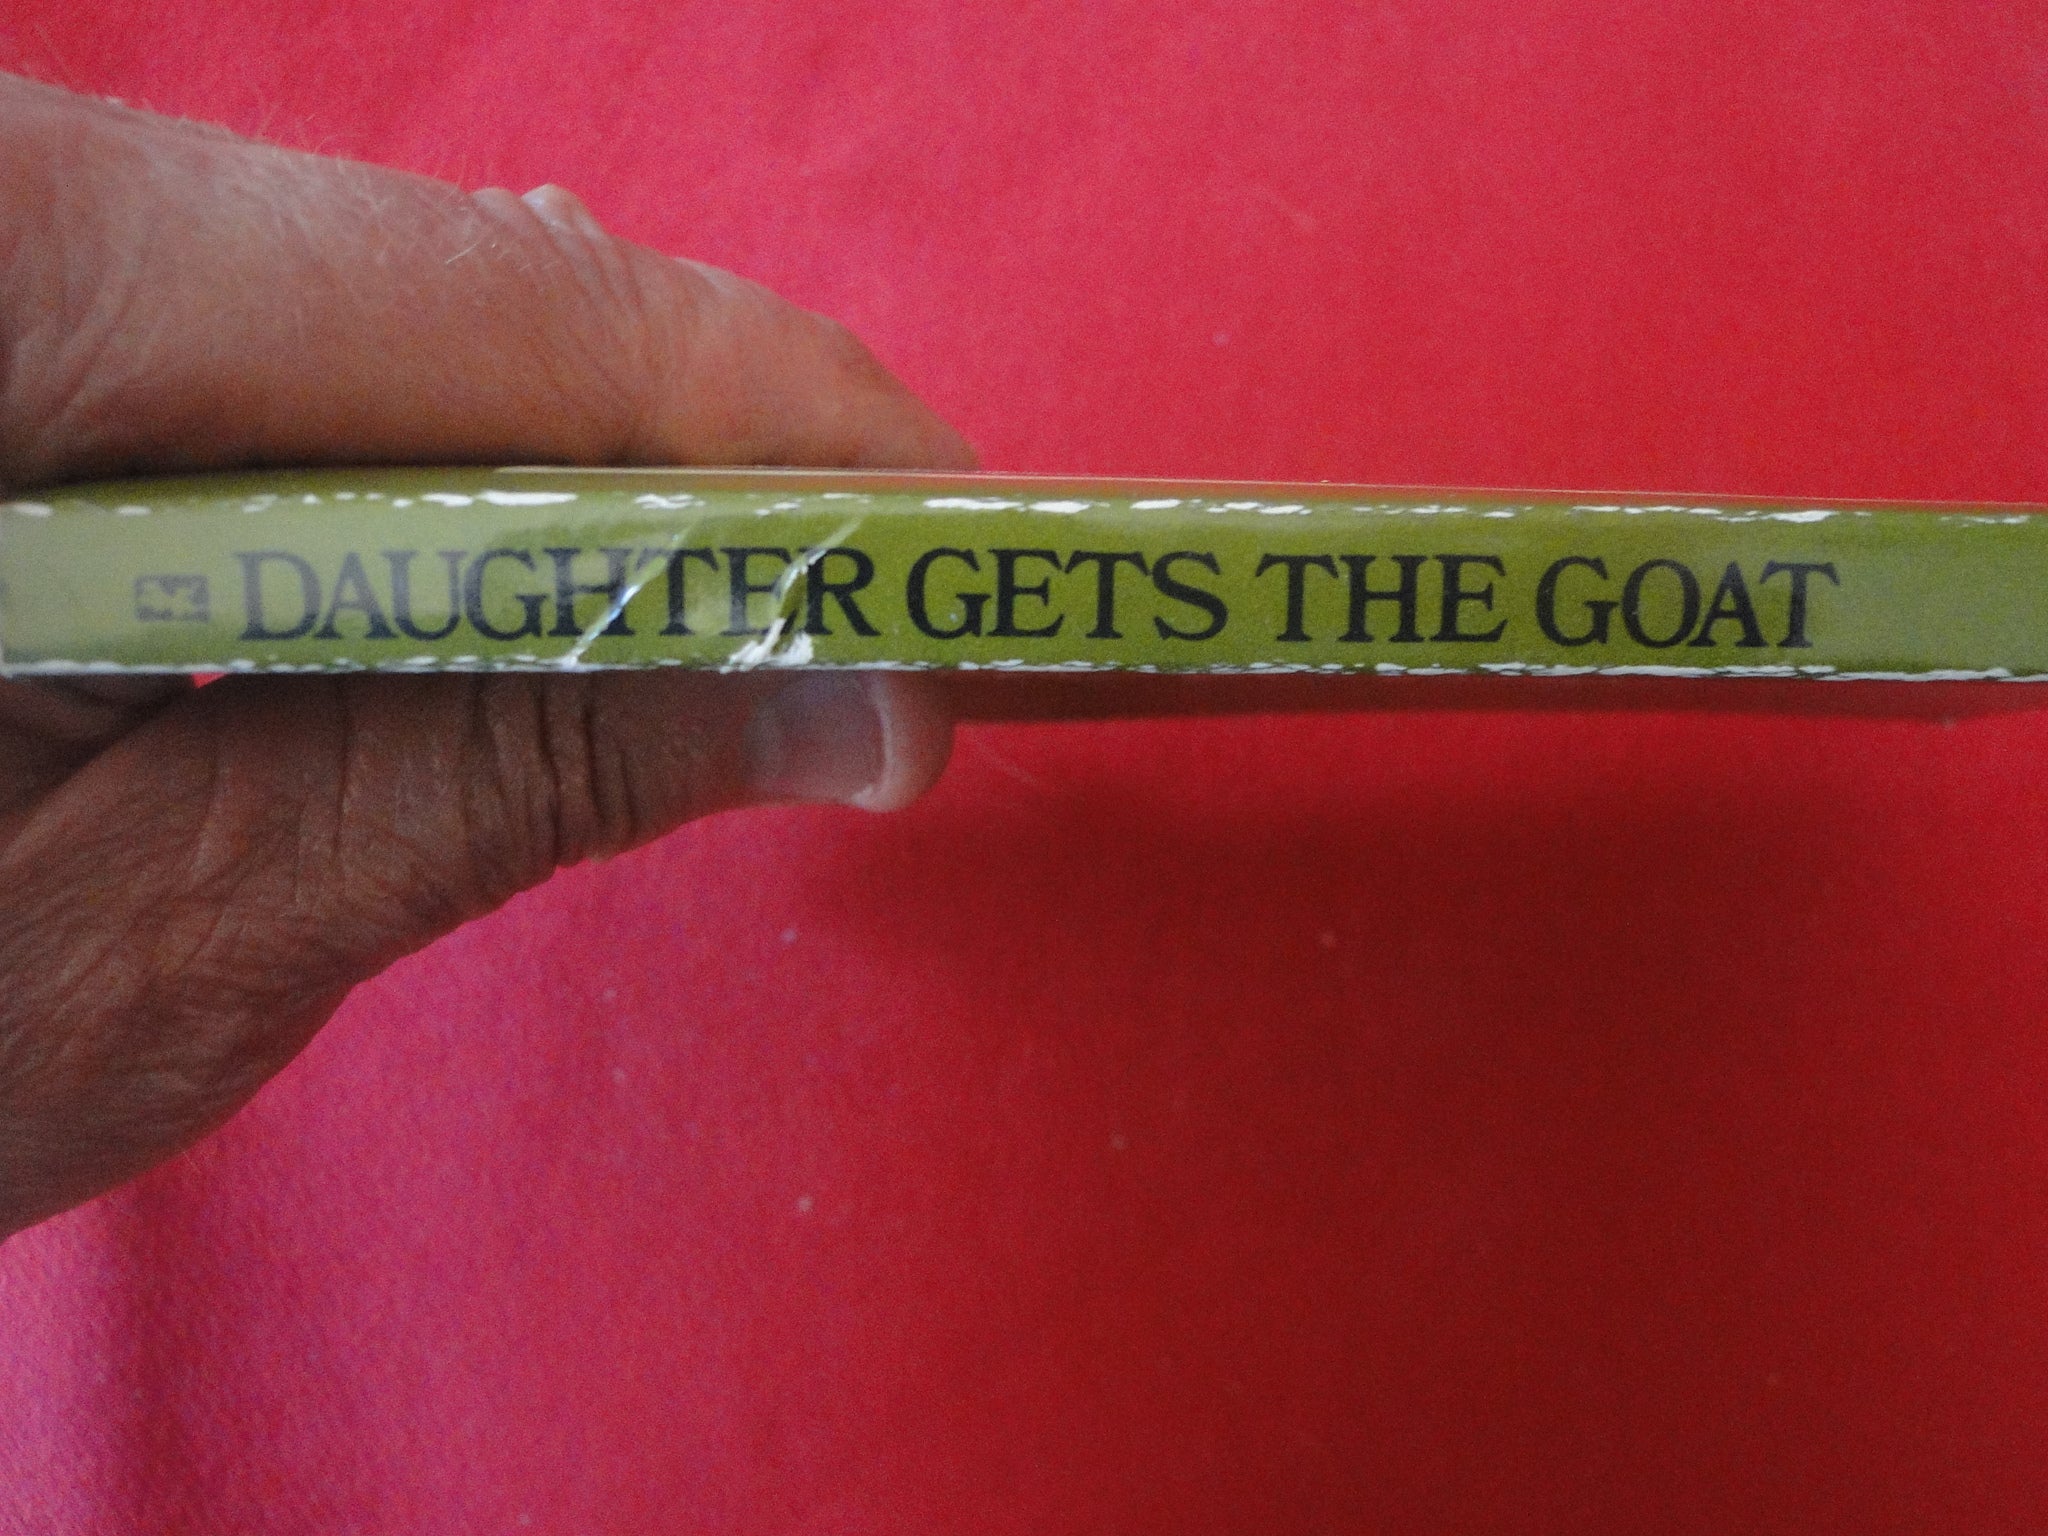 DAUGHTER GETS THE GOAT